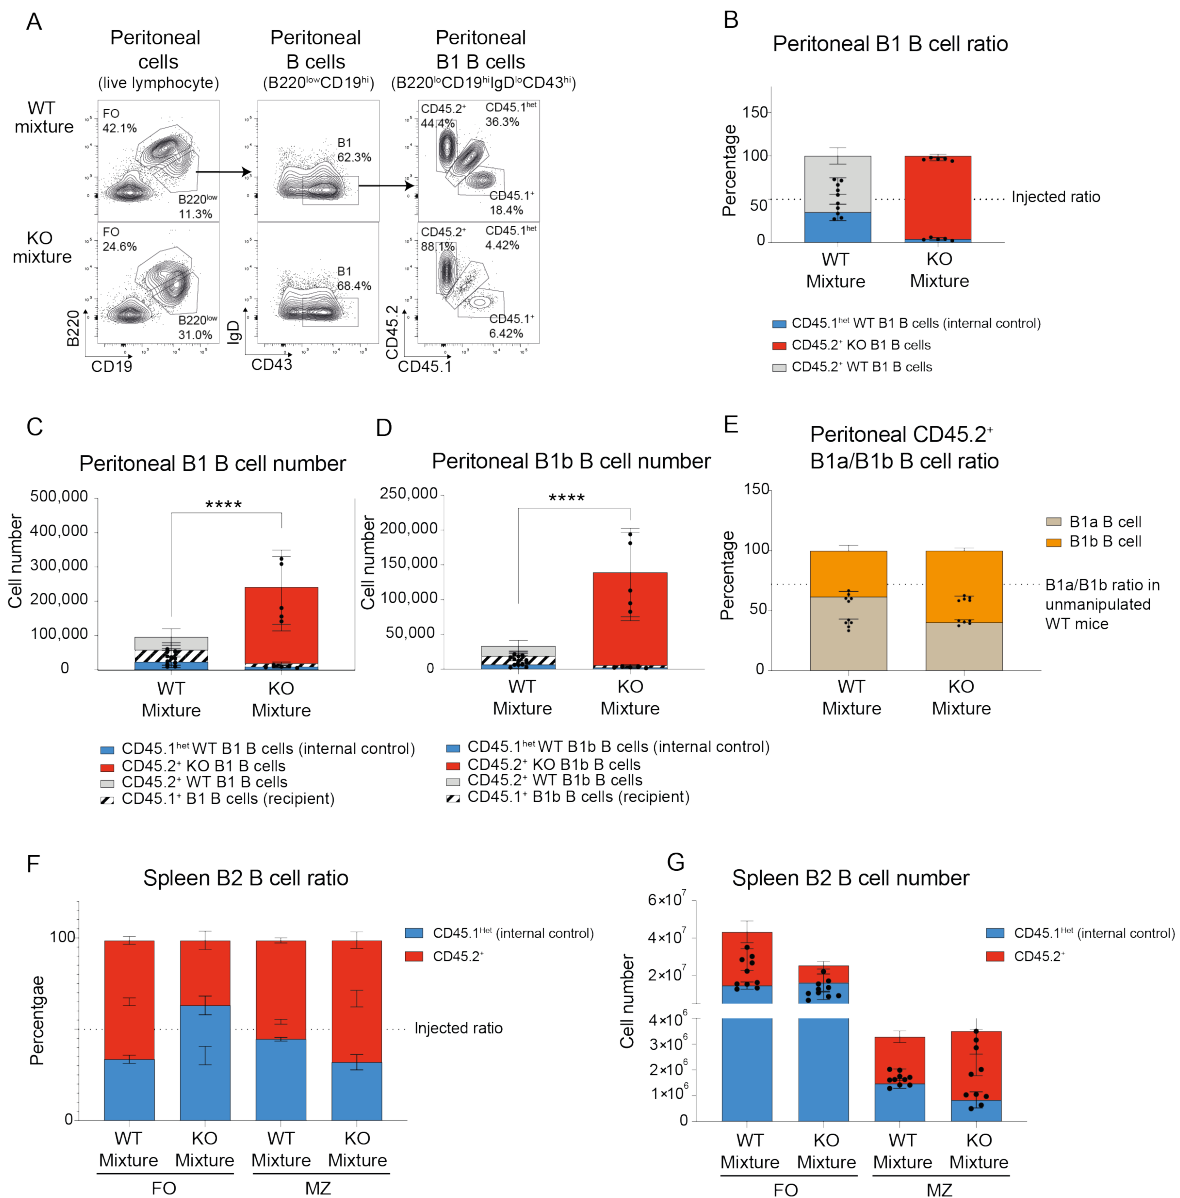 A
Peritoneal
cells
(live lymphocyte)
Peritoneal
B cells
(B220lowCD19hi)
Peritoneal
B1 B cells
(B220loCD19hiIgDloCD43hi)
WT
mixture
FO
42.1%
B220low
11.3%
B1
62.3%
CD45.2+
44.4%
CD45.1het
36.3%
CD45.1+
18.4%
KO
mixture
FO
24.6%
B220low
31.0%
B1
68.4%
CD45.2+
88.1%
CD45.1het
4.42%
CD45.1+
6.42%
B220
CD19
IgD
CD43
CD45.2
CD45.1
B
Peritoneal B1 B cell ratio
Percentage
150
100
50
0
Injected ratio
WT
Mixture
KO
Mixture
CD45.1het WT B1 B cells (internal control)
CD45.2+ KO B1 B cells
CD45.2+ WT B1 B cells
C
Peritoneal B1 B cell number
Cell number
500,000
400,000
300,000
200,000
100,000
0
****
WT
Mixture
KO
Mixture
CD45.1het WT B1 B cells (internal control)
CD45.2+ KO B1 B cells
CD45.2+ WT B1 B cells
CD45.1+ B1 B cells (recipient)
D
Peritoneal B1b B cell number
Cell number
250,000
200,000
150,000
100,000
50,000
0
****
WT
Mixture
KO
Mixture
CD45.1het WT B1b B cells (internal control)
CD45.2+ KO B1b B cells
CD45.2+ WT B1b B cells
CD45.1+ B1b B cells (recipient)
E
Peritoneal CD45.2+
B1a/B1b B cell ratio
Percentage
150
100
50
0
B1a B cell
B1b B cell
B1a/B1b ratio in
unmanipulated
WT mice
WT
Mixture
KO
Mixture
F
Spleen B2 B cell ratio
Percentgae
100
0
CD45.1Het (internal control)
CD45.2+
Injected ratio
WT
Mixture
KO
Mixture
WT
Mixture
KO
Mixture
FO
MZ
G
Spleen B2 B cell number
Cell number
6×10⁷
4×10⁷
2×10⁷
4×10⁶
3×10⁶
2×10⁶
1×10⁶
0
CD45.1Het (internal control)
CD45.2+
WT
Mixture
KO
Mixture
WT
Mixture
KO
Mixture
FO
MZ